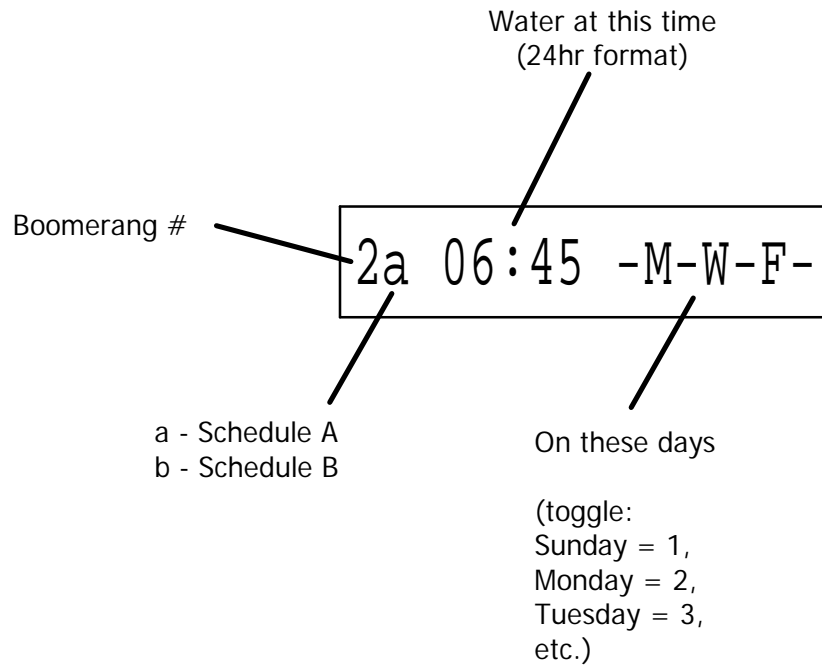 Water at this time
(24hr format)
Boomerang #
2a 06:45 -M-W-F-
a - Schedule A
b - Schedule B
On these days
(toggle:
Sunday = 1,
Monday = 2,
Tuesday = 3,
etc.)